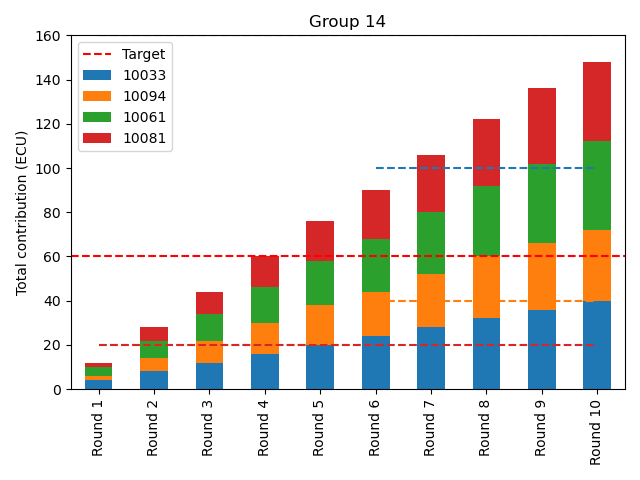 Group 14
Total contribution (ECU)
160
140
120
100
80
60
40
20
0
Target
10033
10094
10061
10081
Round 1
Round 2
Round 3
Round 4
Round 5
Round 6
Round 7
Round 8
Round 9
Round 10